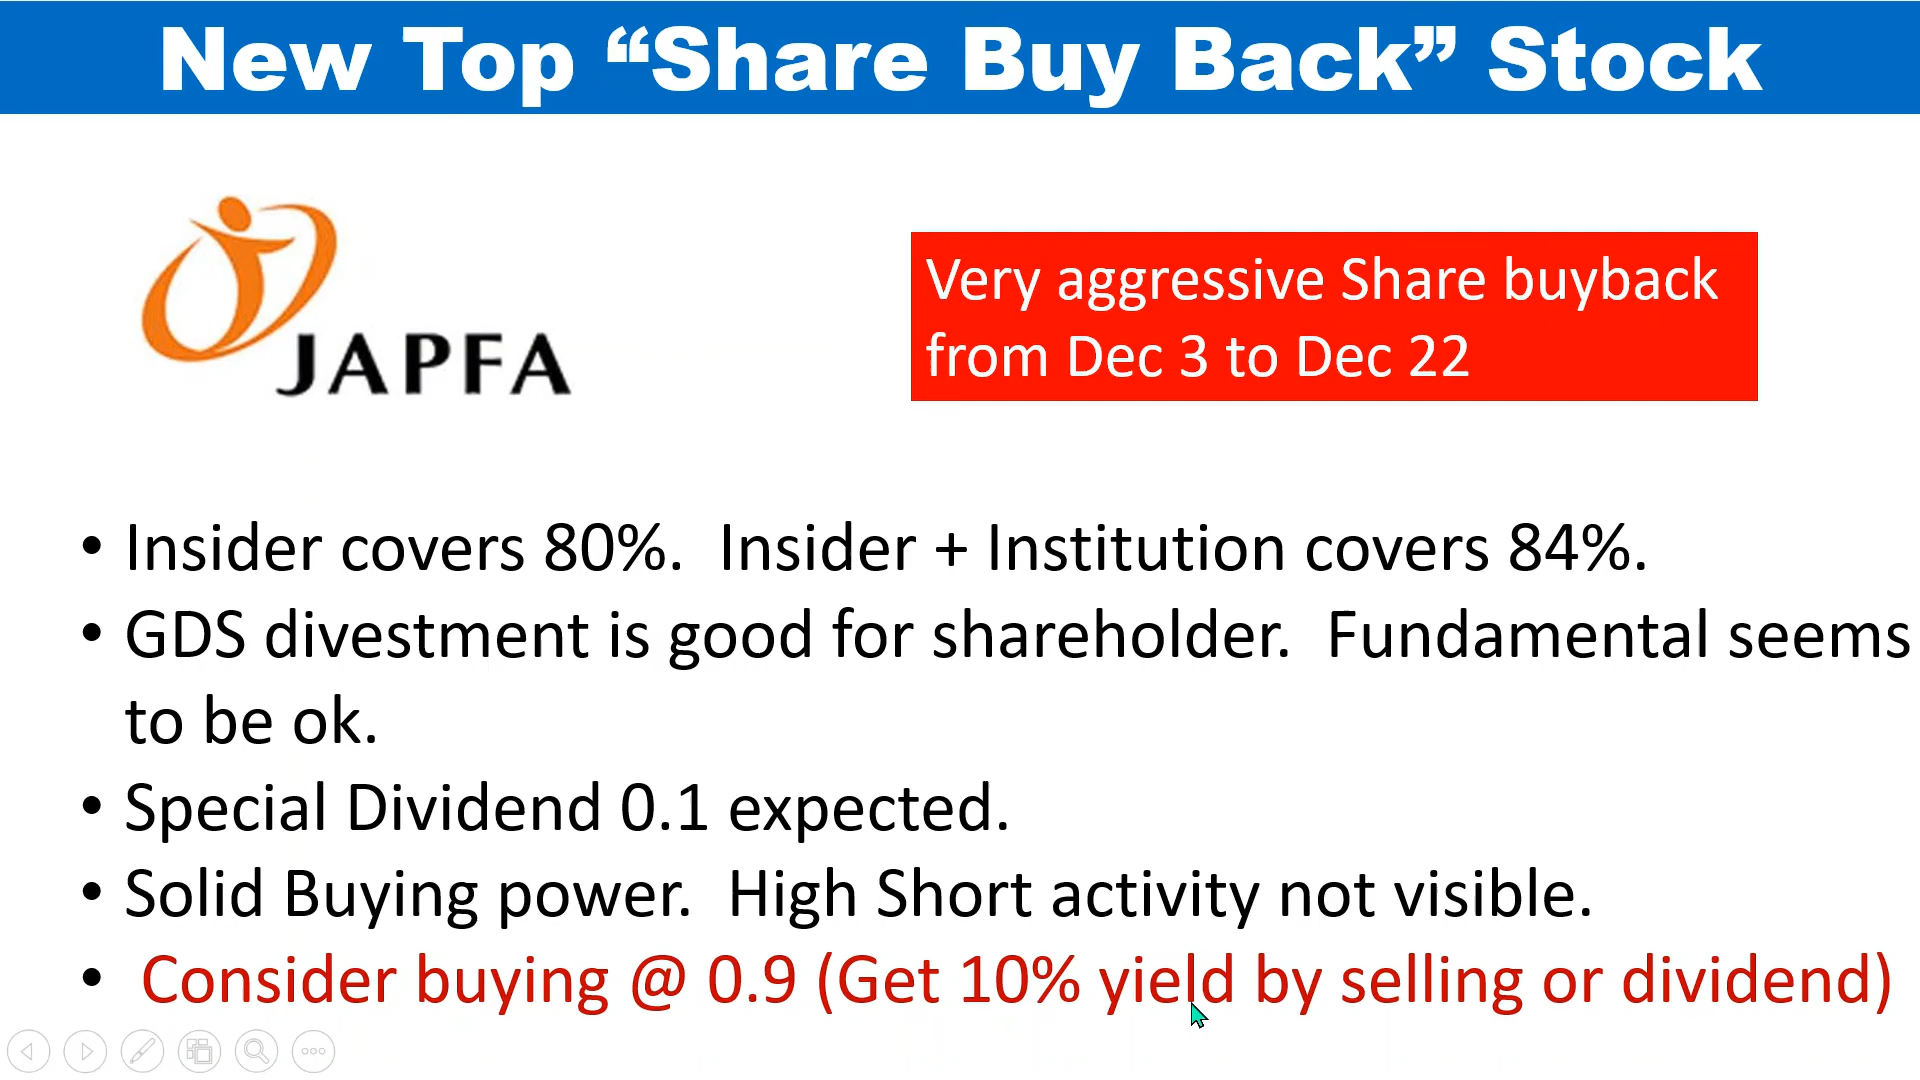 New Top “Share Buy Back” Stock
JAPFA
Very aggressive Share buyback
from Dec 3 to Dec 22
• Insider covers 80%.  Insider + Institution covers 84%.
• GDS divestment is good for shareholder.  Fundamental seems
to be ok.
• Special Dividend 0.1 expected.
• Solid Buying power.  High Short activity not visible.
• Consider buying @ 0.9 (Get 10% yield by selling or dividend)